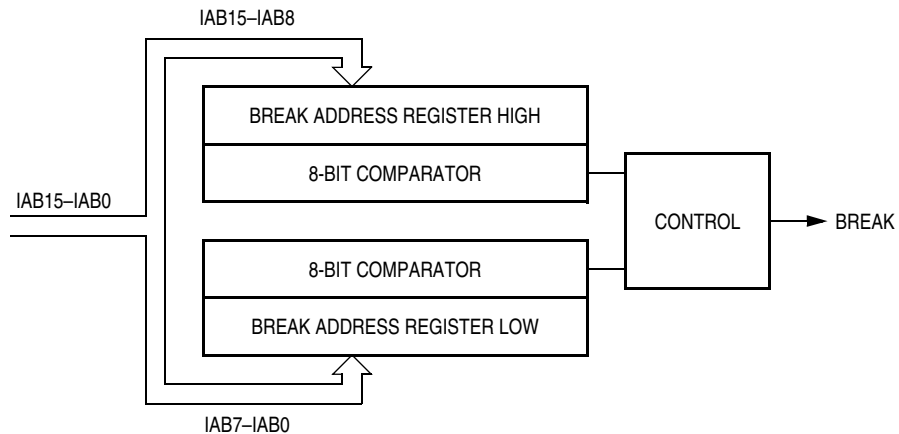 IAB15–IAB8
BREAK ADDRESS REGISTER HIGH
8-BIT COMPARATOR
IAB15–IAB0
CONTROL
BREAK
8-BIT COMPARATOR
BREAK ADDRESS REGISTER LOW
IAB7–IAB0